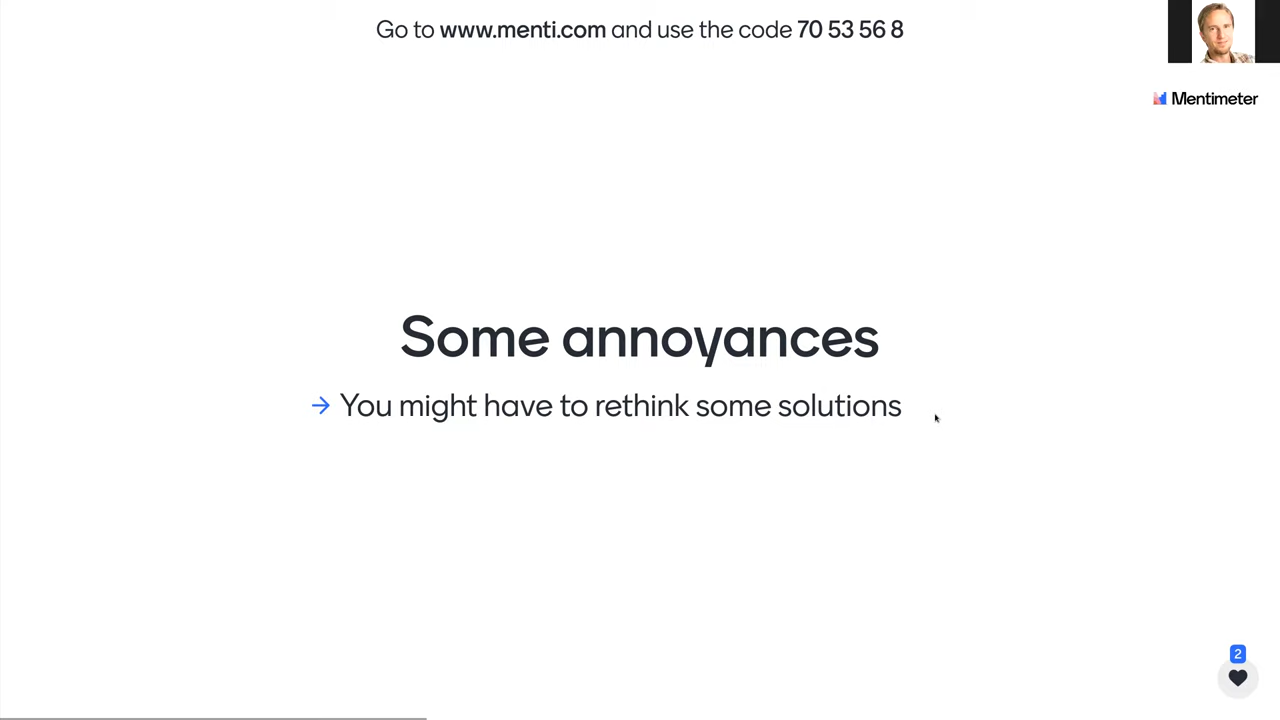 Go to www.menti.com and use the code 70 53 56 8
Mentimeter
Some annoyances
→ You might have to rethink some solutions
2